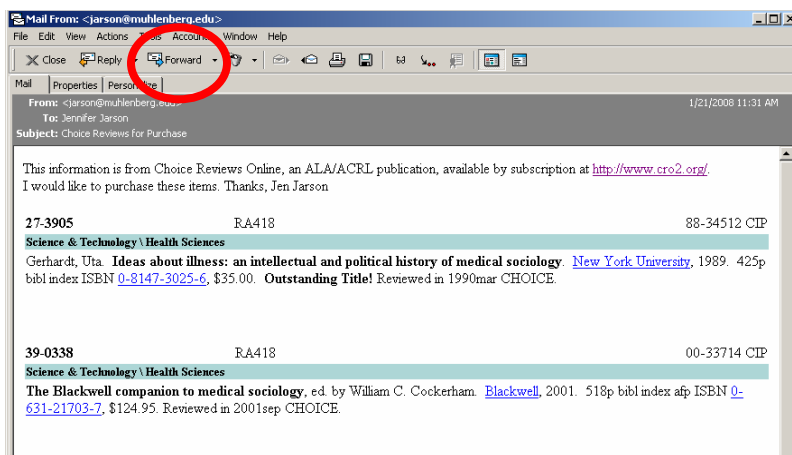 Mail From: <jarson@muhlenberg.edu>
File Edit View Actions Tools Accounts Window Help
Close Reply Forward
Mail Properties Personalize
From: <jarson@muhlenberg.edu> 1/21/2008 11:31 AM
To: Jennifer Jarson
Subject: Choice Reviews for Purchase
This information is from Choice Reviews Online, an ALA/ACRL publication, available by subscription at http://www.cro2.org/.
I would like to purchase these items. Thanks, Jen Jarson
27-3905 RA418 88-34512 CIP
Science & Technology \ Health Sciences
Gerhardt, Uta. Ideas about illness: an intellectual and political history of medical sociology. New York University, 1989. 425p
bibl index ISBN 0-8147-3025-6, $35.00. Outstanding Title! Reviewed in 1990mar CHOICE.
39-0338 RA418 00-33714 CIP
Science & Technology \ Health Sciences
The Blackwell companion to medical sociology, ed. by William C. Cockerham. Blackwell, 2001. 518p bibl index afp ISBN 0-
631-21703-7, $124.95. Reviewed in 2001sep CHOICE.